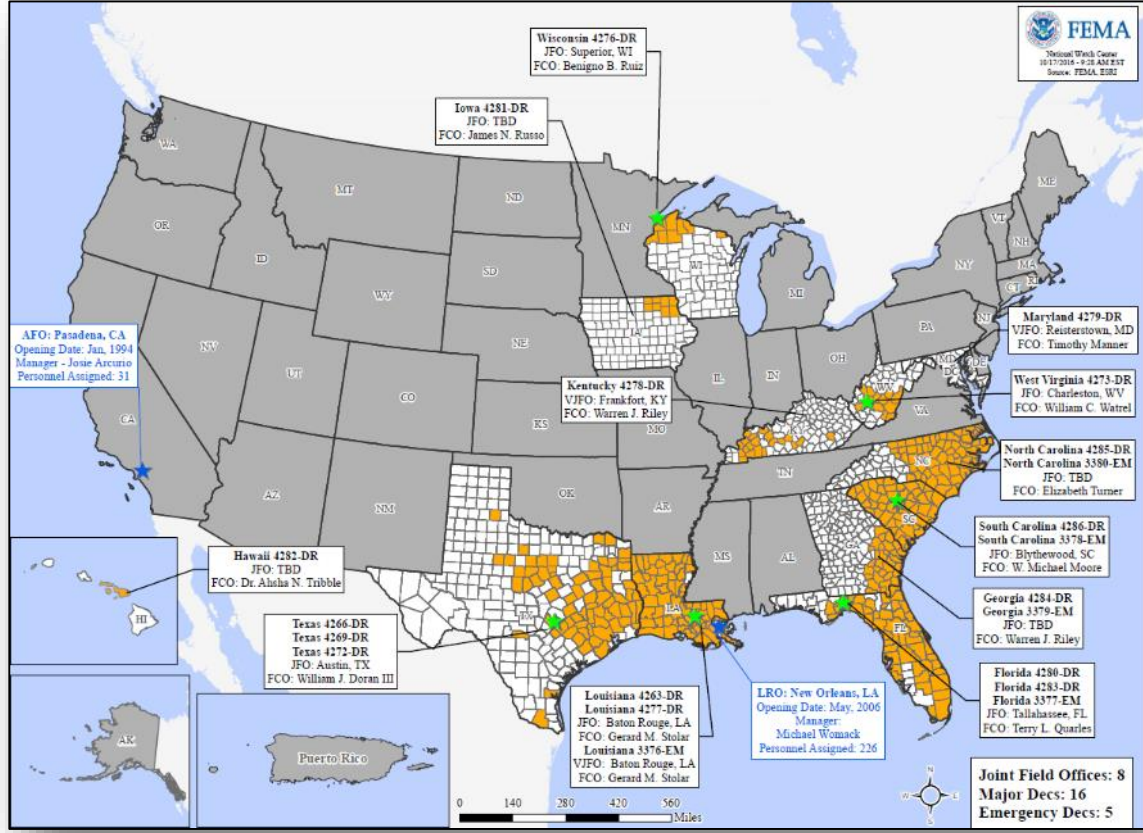 FEMA
National Watch Center
10/17/2016 - 9:28 AM EST
Source: FEMA, ESRI
Wisconsin 4276-DR
JFO: Superior, WI
FCO: Benigno B. Ruiz
Iowa 4281-DR
JFO: TBD
FCO: James N. Russo
AFO: Pasadena, CA
Opening Date: Jan, 1994
Manager - Josie Arcurio
Personnel Assigned: 31
Maryland 4279-DR
VJFO: Reisterstown, MD
FCO: Timothy Manner
Kentucky 4278-DR
VJFO: Frankfort, KY
FCO: Warren J. Riley
West Virginia 4273-DR
JFO: Charleston, WV
FCO: William C. Watrel
North Carolina 4285-DR
North Carolina 3380-EM
JFO: TBD
FCO: Elizabeth Turner
South Carolina 4286-DR
South Carolina 3378-EM
JFO: Blythewood, SC
FCO: W. Michael Moore
Hawaii 4282-DR
JFO: TBD
FCO: Dr. Ahsha N. Tribble
Georgia 4284-DR
Georgia 3379-EM
JFO: TBD
FCO: Warren J. Riley
Texas 4266-DR
Texas 4269-DR
Texas 4272-DR
JFO: Austin, TX
FCO: William J. Doran III
Louisiana 4263-DR
Louisiana 4277-DR
JFO: Baton Rouge, LA
FCO: Gerard M. Stolar
Louisiana 3376-EM
VJFO: Baton Rouge, LA
FCO: Gerard M. Stolar
LRO: New Orleans, LA
Opening Date: May, 2006
Manager:
Michael Womack
Personnel Assigned: 226
Florida 4280-DR
Florida 4283-DR
Florida 3377-EM
JFO: Tallahassee, FL
FCO: Terry L. Quarles
WA
MT
ND
MN
ME
VT
NH
OR
ID
SD
WI
NY
MA
RI
CT
WY
MI
IA
PA
NJ
NV
NE
OH
MD
DE
DC
UT
IL
IN
WV
CO
VA
CA
KS
MO
NC
TN
AZ
NM
OK
AR
SC
MS
AL
GA
TX
LA
FL
HI
AK
Puerto Rico
N
W E
S
0 140 280 420 560
Miles
Joint Field Offices: 8
Major Decs: 16
Emergency Decs: 5